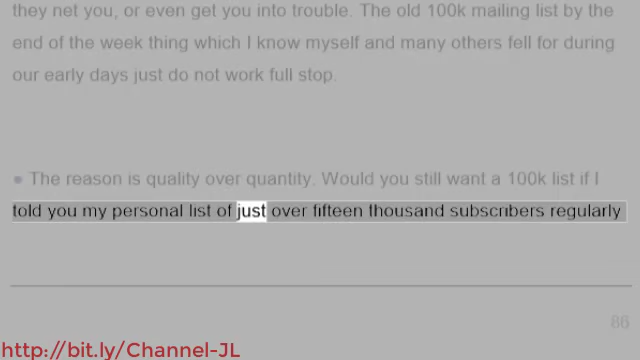 they net you, or even get you into trouble. The old 100k mailing list by the
end of the week thing which I know myself and many others fell for during
our early days just do not work full stop.
● The reason is quality over quantity. Would you still want a 100k list if I
told you my personal list of just over fifteen thousand subscribers regularly
86
http://bit.ly/Channel-JL